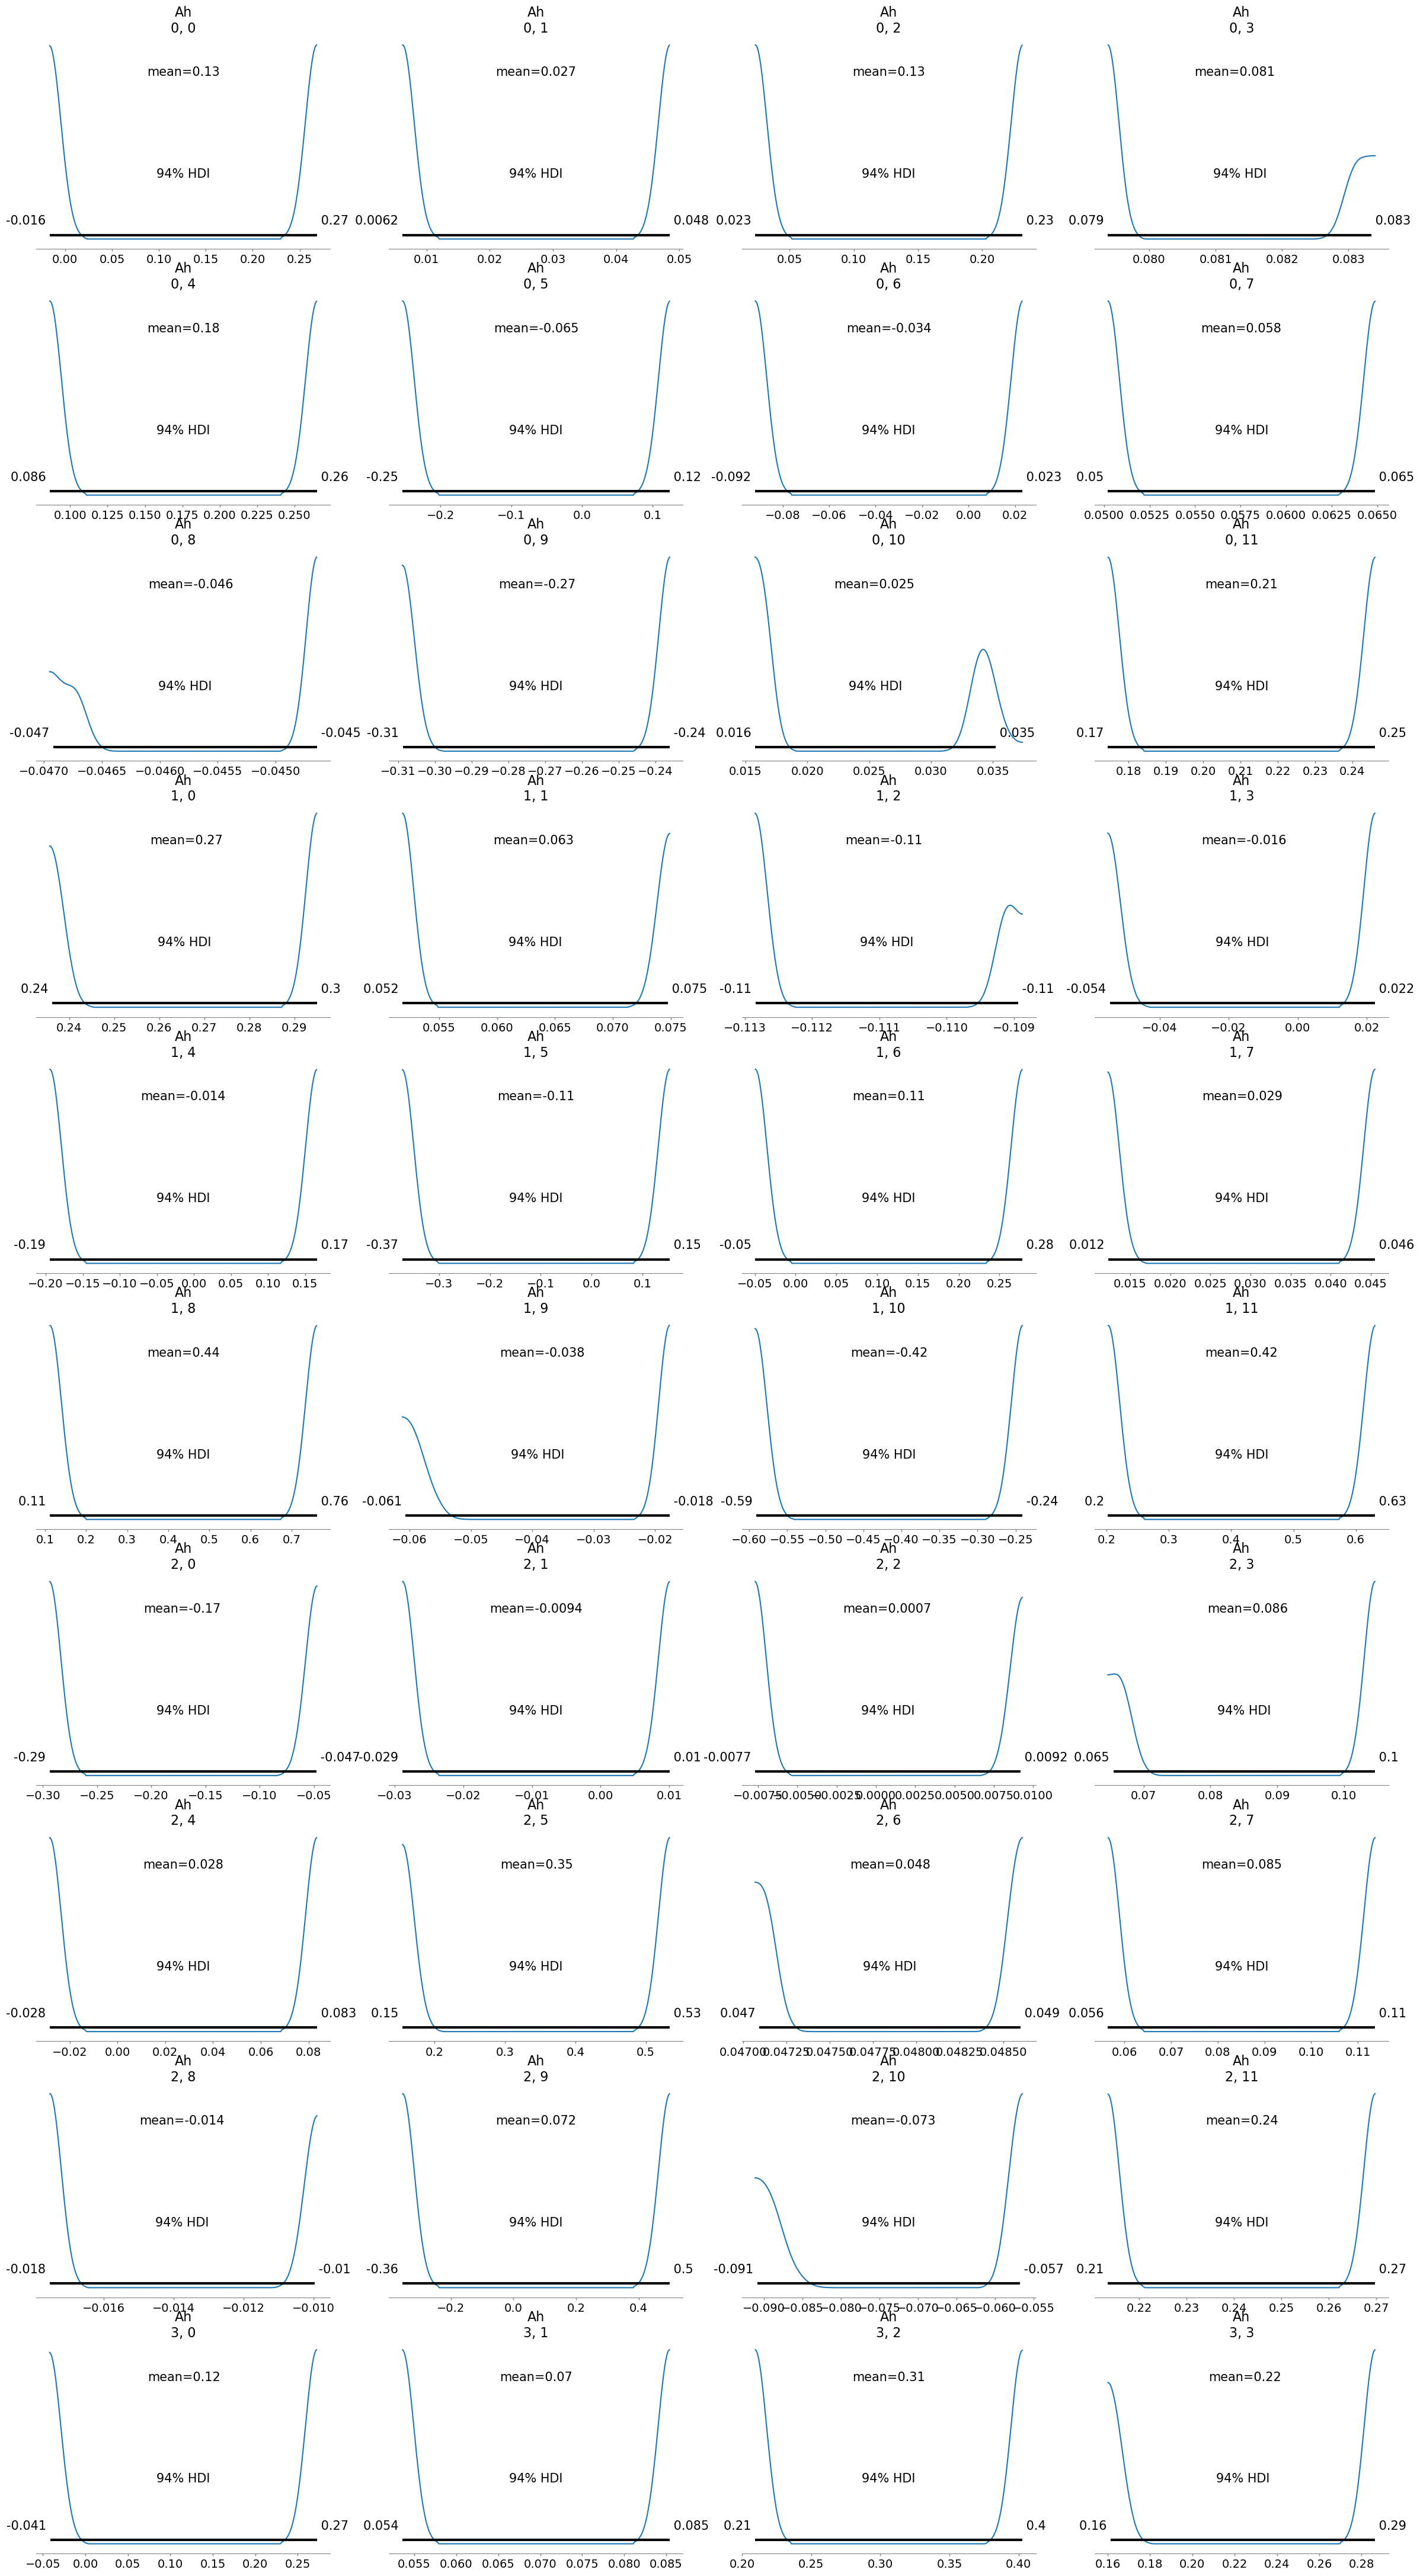 Ah Ah Ah Ah
0, 0 0, 1 0, 2 0, 3
mean=0.13 mean=0.027 mean=0.13 mean=0.081
94% HDI 94% HDI 94% HDI 94% HDI
-0.016 0.27 0.0062 0.048 0.023 0.23 0.079 0.083
0.00 0.05 0.10 0.15 0.20 0.25 0.01 0.02 0.03 0.04 0.05 0.05 0.10 0.15 0.20 0.080 0.081 0.082 0.083
Ah Ah Ah Ah
0, 4 0, 5 0, 6 0, 7
mean=0.18 mean=-0.065 mean=-0.034 mean=0.058
94% HDI 94% HDI 94% HDI 94% HDI
0.086 0.26 -0.25 0.12 -0.092 0.023 0.05 0.065
0.100 0.125 0.150 0.175 0.200 0.225 0.250 −0.2 −0.1 0.0 0.1 −0.08 −0.06 −0.04 −0.02 0.00 0.02 0.0500 0.0525 0.0550 0.0575 0.0600 0.0625 0.0650
Ah Ah Ah Ah
0, 8 0, 9 0, 10 0, 11
mean=-0.046 mean=-0.27 mean=0.025 mean=0.21
94% HDI 94% HDI 94% HDI 94% HDI
-0.047 -0.045 -0.31 -0.24 0.016 0.035 0.17 0.25
−0.0470 −0.0465 −0.0460 −0.0455 −0.0450 −0.31 −0.30 −0.29 −0.28 −0.27 −0.26 −0.25 −0.24 0.015 0.020 0.025 0.030 0.035 0.18 0.19 0.20 0.21 0.22 0.23 0.24
Ah Ah Ah Ah
1, 0 1, 1 1, 2 1, 3
mean=0.27 mean=0.063 mean=-0.11 mean=-0.016
94% HDI 94% HDI 94% HDI 94% HDI
0.24 0.3 0.052 0.075 -0.11 -0.11 -0.054 0.022
0.24 0.25 0.26 0.27 0.28 0.29 0.055 0.060 0.065 0.070 0.075 −0.113 −0.112 −0.111 −0.110 −0.109 −0.04 −0.02 0.00 0.02
Ah Ah Ah Ah
1, 4 1, 5 1, 6 1, 7
mean=-0.014 mean=-0.11 mean=0.11 mean=0.029
94% HDI 94% HDI 94% HDI 94% HDI
-0.19 0.17 -0.37 0.15 -0.05 0.28 0.012 0.046
−0.20 −0.15 −0.10 −0.05 0.00 0.05 0.10 0.15 −0.3 −0.2 −0.1 0.0 0.1 −0.05 0.00 0.05 0.10 0.15 0.20 0.25 0.015 0.020 0.025 0.030 0.035 0.040 0.045
Ah Ah Ah Ah
1, 8 1, 9 1, 10 1, 11
mean=0.44 mean=-0.038 mean=-0.42 mean=0.42
94% HDI 94% HDI 94% HDI 94% HDI
0.11 0.76 -0.061 -0.018 -0.59 -0.24 0.2 0.63
0.1 0.2 0.3 0.4 0.5 0.6 0.7 −0.06 −0.05 −0.04 −0.03 −0.02 −0.60 −0.55 −0.50 −0.45 −0.40 −0.35 −0.30 −0.25 0.2 0.3 0.4 0.5 0.6
Ah Ah Ah Ah
2, 0 2, 1 2, 2 2, 3
mean=-0.17 mean=-0.0094 mean=0.0007 mean=0.086
94% HDI 94% HDI 94% HDI 94% HDI
-0.29 -0.047 -0.029 0.01 -0.0077 0.0092 0.065 0.1
−0.30 −0.25 −0.20 −0.15 −0.10 −0.05 −0.03 −0.02 −0.01 0.00 0.01 −0.0075 −0.0050 −0.0025 0.0000 0.0025 0.0050 0.0075 0.0100 0.07 0.08 0.09 0.10
Ah Ah Ah Ah
2, 4 2, 5 2, 6 2, 7
mean=0.028 mean=0.35 mean=0.048 mean=0.085
94% HDI 94% HDI 94% HDI 94% HDI
-0.028 0.083 0.15 0.53 0.047 0.049 0.056 0.11
−0.02 0.00 0.02 0.04 0.06 0.08 0.2 0.3 0.4 0.5 0.04700 0.04725 0.04750 0.04775 0.04800 0.04825 0.04850 0.06 0.07 0.08 0.09 0.10 0.11
Ah Ah Ah Ah
2, 8 2, 9 2, 10 2, 11
mean=-0.014 mean=0.072 mean=-0.073 mean=0.24
94% HDI 94% HDI 94% HDI 94% HDI
-0.018 -0.01 -0.36 0.5 -0.091 -0.057 0.21 0.27
−0.016 −0.014 −0.012 −0.010 −0.2 0.0 0.2 0.4 −0.090 −0.085 −0.080 −0.075 −0.070 −0.065 −0.060 −0.055 0.22 0.23 0.24 0.25 0.26 0.27
Ah Ah Ah Ah
3, 0 3, 1 3, 2 3, 3
mean=0.12 mean=0.07 mean=0.31 mean=0.22
94% HDI 94% HDI 94% HDI 94% HDI
-0.041 0.27 0.054 0.085 0.21 0.4 0.16 0.29
−0.05 0.00 0.05 0.10 0.15 0.20 0.25 0.055 0.060 0.065 0.070 0.075 0.080 0.085 0.20 0.25 0.30 0.35 0.40 0.16 0.18 0.20 0.22 0.24 0.26 0.28